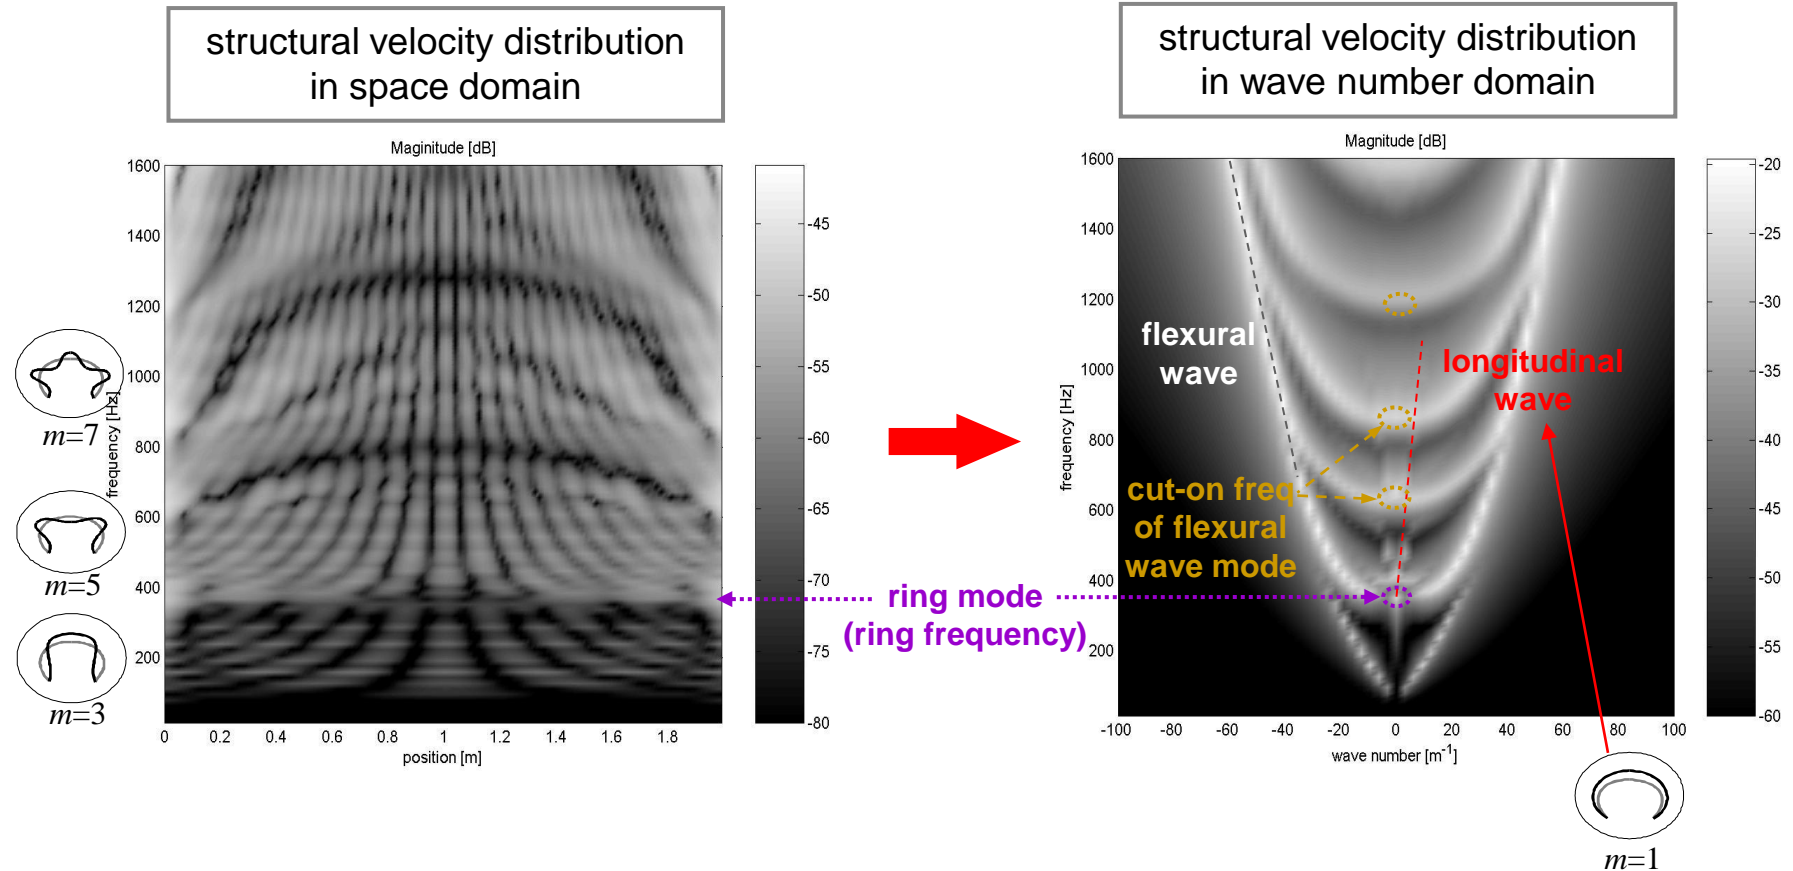 structural velocity distribution
in space domain
structural velocity distribution
in wave number domain
Maginitude [dB]
1600
1400
1200
1000
800
600
400
200
frequency [Hz]
0
0.2
0.4
0.6
0.8
1
1.2
1.4
1.6
1.8
position [m]
-45
-50
-55
-60
-65
-70
-75
-80
m=7
m=5
m=3
ring mode
(ring frequency)
Magnitude [dB]
1600
1400
1200
1000
800
600
400
200
frequency [Hz]
-100
-80
-60
-40
-20
0
20
40
60
80
100
wave number [m-1]
-20
-25
-30
-35
-40
-45
-50
-55
-60
flexural
wave
longitudinal
wave
cut-on freq
of flexural
wave mode
m=1